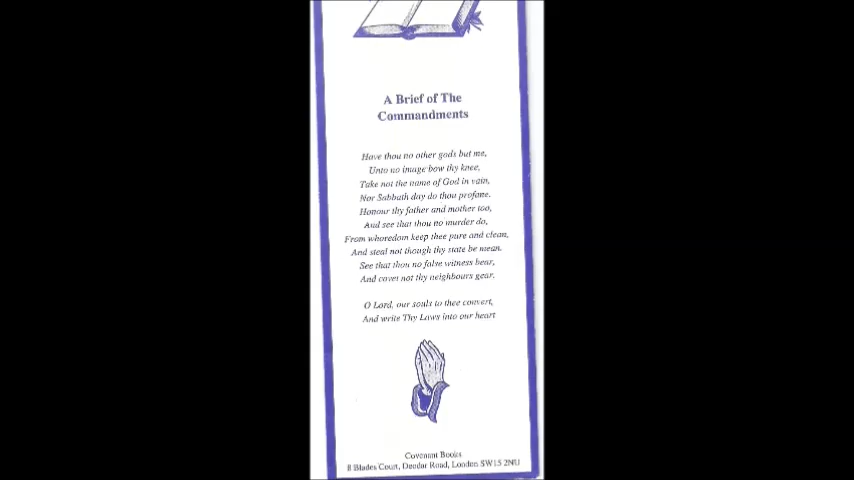 A Brief of The
Commandments
Have thou no other gods but me,
Unto no image bow thy knee,
Take not the name of God in vain,
Nor Sabbath day do thou profane.
Honour thy father and mother too,
And see that thou no murder do,
From whoredom keep thee pure and clean,
And steal not though thy state be mean.
See that thou no false witness bear,
And covet not thy neighbours gear.
O Lord, our souls to thee convert,
And write Thy Laws into our heart
Covenant Books
8 Blades Court, Deodar Road, London SW15 2NU